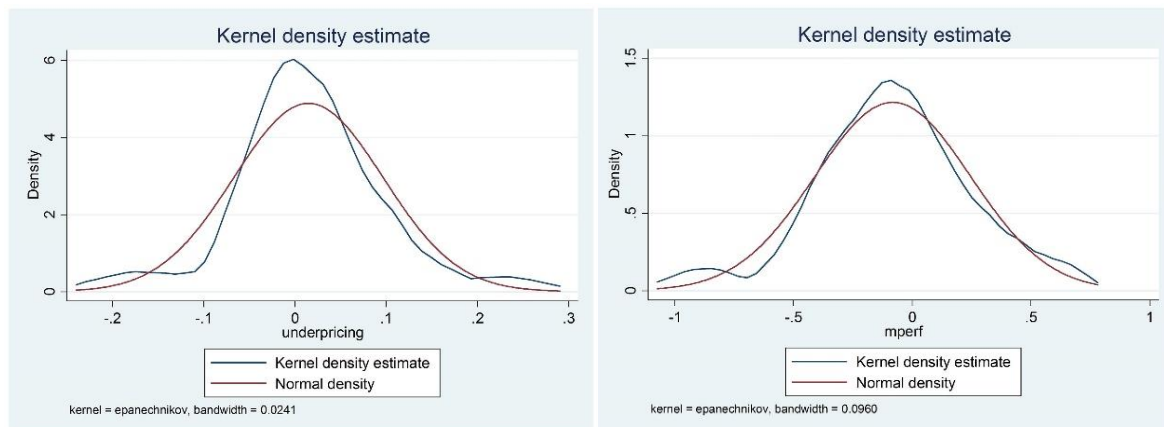 Kernel density estimate
6
4
2
0
Density
-.2
-.1
0
.1
.2
.3
underpricing
Kernel density estimate
Normal density
kernel = epanechnikov, bandwidth = 0.0241
Kernel density estimate
1.5
1
.5
0
Density
-1
-.5
0
.5
1
mperf
Kernel density estimate
Normal density
kernel = epanechnikov, bandwidth = 0.0960